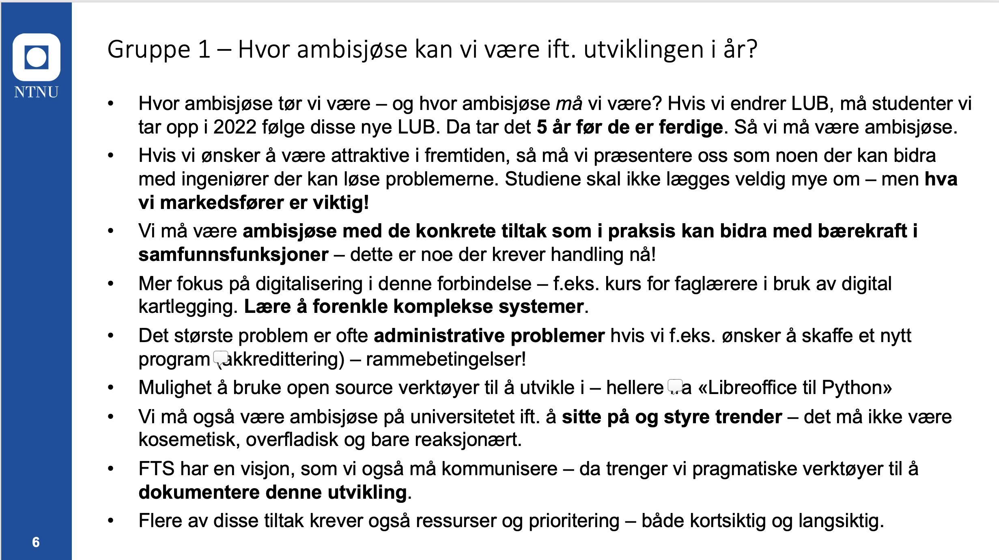 NTNU
Gruppe 1 – Hvor ambisjøse kan vi være ift. utviklingen i år?
• Hvor ambisjøse tør vi være – og hvor ambisjøse må vi være? Hvis vi endrer LUB, må studenter vi
tar opp i 2022 følge disse nye LUB. Da tar det 5 år før de er ferdige. Så vi må være ambisjøse.
• Hvis vi ønsker å være attraktive i fremtiden, så må vi præsentere oss som noen der kan bidra
med ingeniører der kan løse problemerne. Studiene skal ikke lægges veldig mye om – men hva
vi markedsfører er viktig!
• Vi må være ambisjøse med de konkrete tiltak som i praksis kan bidra med bærekraft i
samfunnsfunksjoner – dette er noe der krever handling nå!
• Mer fokus på digitalisering i denne forbindelse – f.eks. kurs for faglærere i bruk av digital
kartlegging. Lære å forenkle komplekse systemer.
• Det største problem er ofte administrative problemer hvis vi f.eks. ønsker å skaffe et nytt
program (akkredittering) – rammebetingelser!
• Mulighet å bruke open source verktøyer til å utvikle i – hellere fra «Libreoffice til Python»
• Vi må også være ambisjøse på universitetet ift. å sitte på og styre trender – det må ikke være
kosemetisk, overfladisk og bare reaksjonært.
• FTS har en visjon, som vi også må kommunisere – da trenger vi pragmatiske verktøyer til å
dokumentere denne utvikling.
• Flere av disse tiltak krever også ressurser og prioritering – både kortsiktig og langsiktig.
6